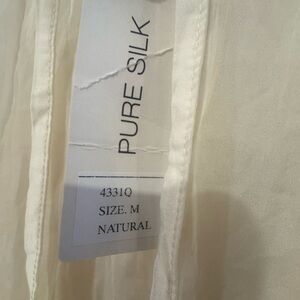 PURE SILK
4331Q
SIZE. M
NATURAL